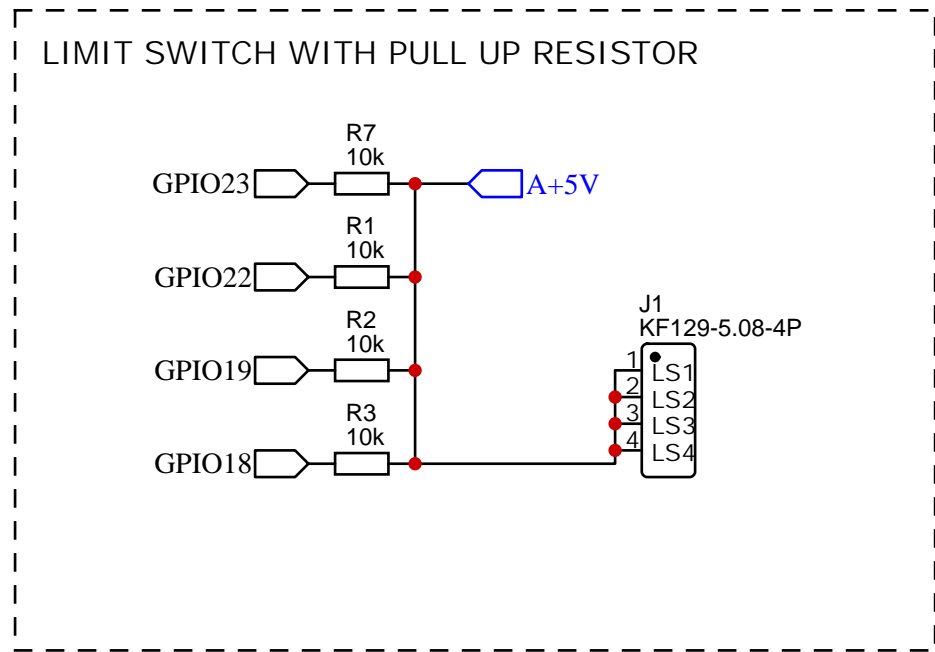 LIMIT SWITCH WITH PULL UP RESISTOR
R7
10k
GPIO23
A+5V
R1
10k
GPIO22
R2
10k
GPIO19
R3
10k
GPIO18
J1
KF129-5.08-4P
1
LS1
2
LS2
3
LS3
4
LS4